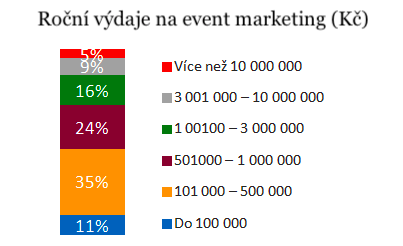 Roční výdaje na event marketing (Kč)
5%
9%
16%
24%
35%
11%
Více než 10 000 000
3 001 000 – 10 000 000
1 00100 – 3 000 000
501000 – 1 000 000
101 000 – 500 000
Do 100 000